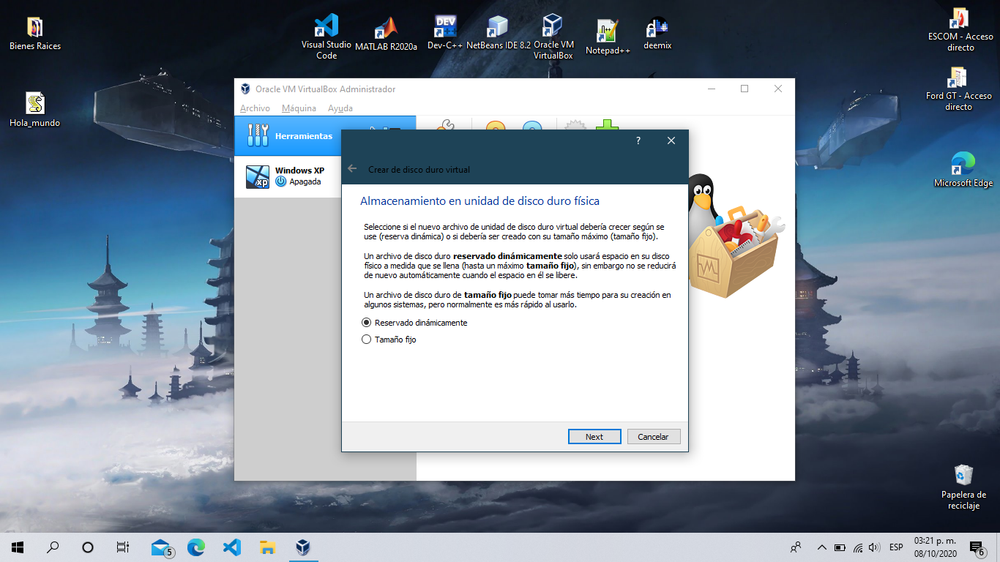 Bienes Raices
Hola_mundo
Visual Studio
Code
MATLAB R2020a
DEV
Dev-C++
NetBeans IDE 8.2
Oracle VM
VirtualBox
Notepad++
deemix
ESCOM - Acceso
directo
Ford GT - Acceso
directo
Microsoft Edge
Papelera de
reciclaje
Oracle VM VirtualBox Administrador
Archivo Máquina Ayuda
Herramientas
xp
Windows XP
Apagada
?
Crear de disco duro virtual
Almacenamiento en unidad de disco duro física
Seleccione si el nuevo archivo de unidad de disco duro virtual debería crecer según se
use (reserva dinámica) o si debería ser creado con su tamaño máximo (tamaño fijo).
Un archivo de disco duro reservado dinámicamente solo usará espacio en su disco
físico a medida que se llena (hasta un máximo tamaño fijo), sin embargo no se reducirá
de nuevo automáticamente cuando el espacio en él se libere.
Un archivo de disco duro de tamaño fijo puede tomar más tiempo para su creación en
algunos sistemas, pero normalmente es más rápido al usarlo.
Reservado dinámicamente
Tamaño fijo
Next Cancelar
5
ESP
03:21 p. m.
08/10/2020
6